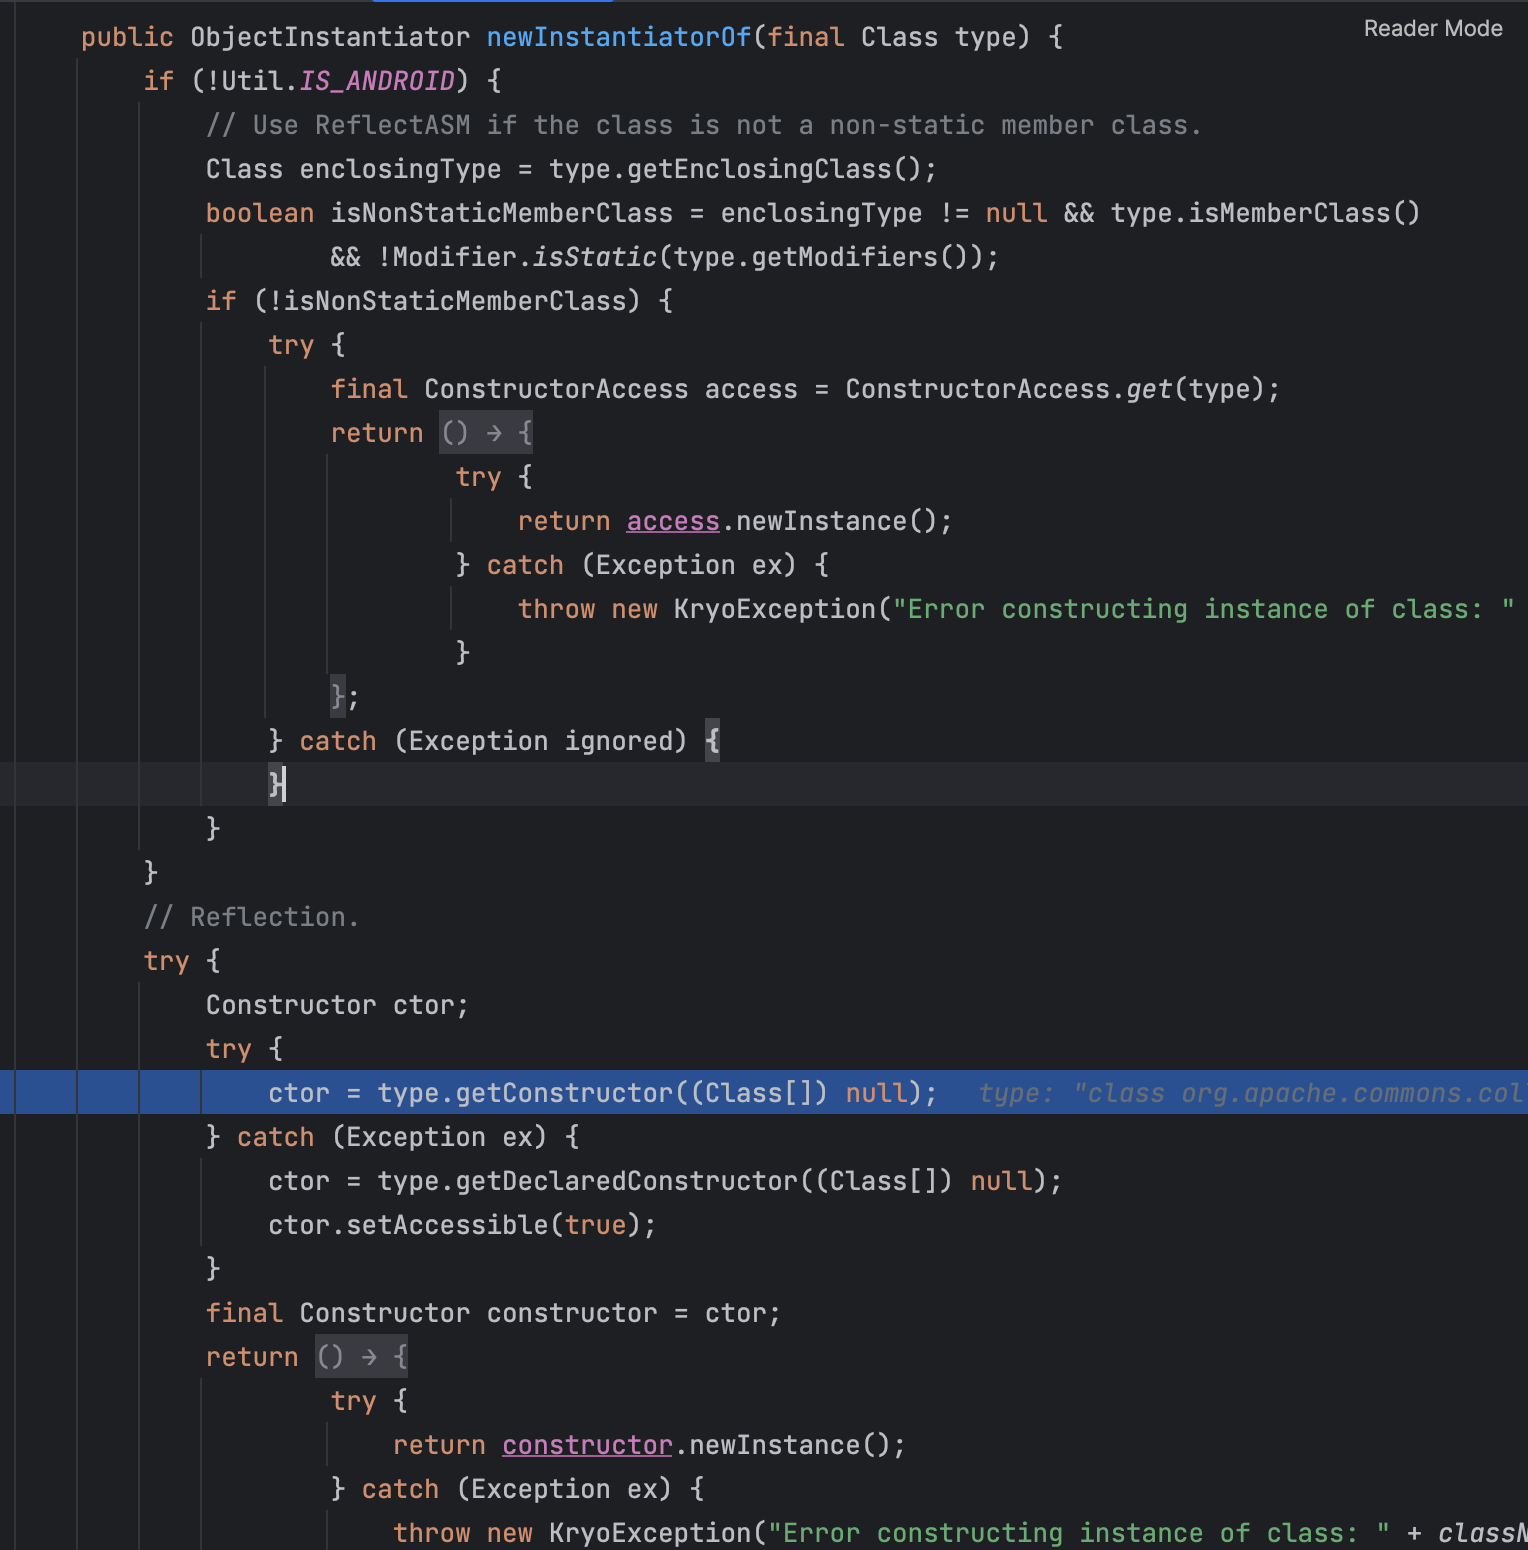 public ObjectInstantiator newInstantiatorOf(final Class type) {
Reader Mode
if (!Util.IS_ANDROID) {
// Use ReflectASM if the class is not a non-static member class.
Class enclosingType = type.getEnclosingClass();
boolean isNonStaticMemberClass = enclosingType != null && type.isMemberClass()
&& !Modifier.isStatic(type.getModifiers());
if (!isNonStaticMemberClass) {
try {
final ConstructorAccess access = ConstructorAccess.get(type);
return () → {
try {
return access.newInstance();
} catch (Exception ex) {
throw new KryoException("Error constructing instance of class: "
}
};
} catch (Exception ignored) {
}
}
}
// Reflection.
try {
Constructor ctor;
try {
ctor = type.getConstructor((Class[]) null); type: "class org.apache.commons.col
} catch (Exception ex) {
ctor = type.getDeclaredConstructor((Class[]) null);
ctor.setAccessible(true);
}
final Constructor constructor = ctor;
return () → {
try {
return constructor.newInstance();
} catch (Exception ex) {
throw new KryoException("Error constructing instance of class: " + classN